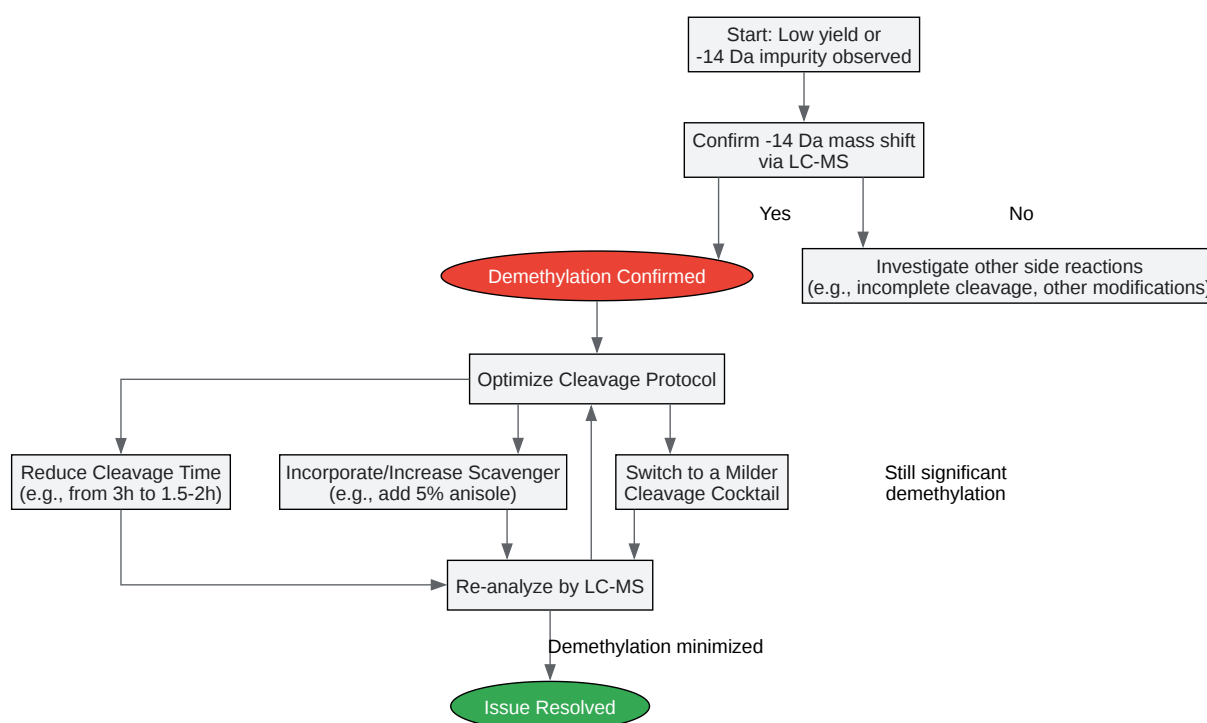 Start: Low yield or
-14 Da impurity observed
Confirm -14 Da mass shift
via LC-MS
Yes
No
Demethylation Confirmed
Investigate other side reactions
(e.g., incomplete cleavage, other modifications)
Optimize Cleavage Protocol
Reduce Cleavage Time
(e.g., from 3h to 1.5-2h)
Incorporate/Increase Scavenger
(e.g., add 5% anisole)
Switch to a Milder
Cleavage Cocktail
Still significant
demethylation
Re-analyze by LC-MS
Demethylation minimized
Issue Resolved